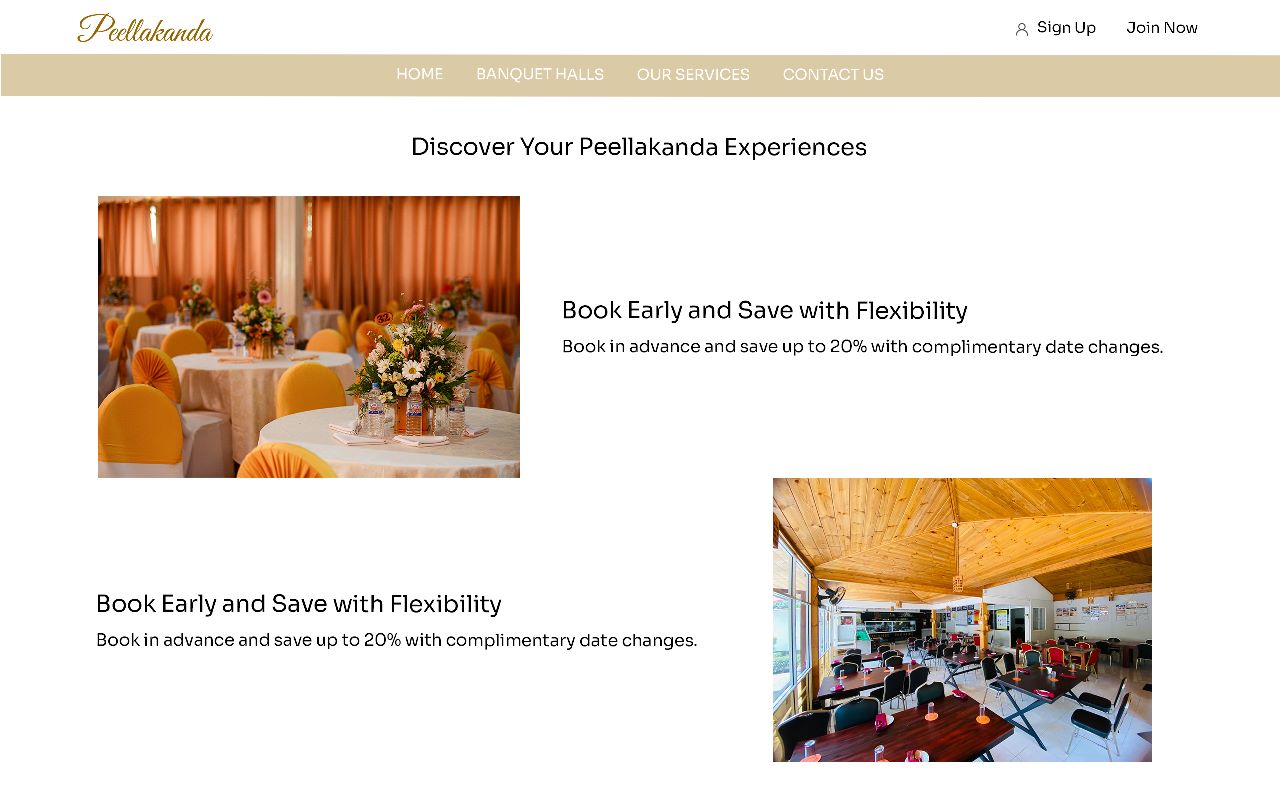 Peellakanda
Sign Up
Join Now
HOME
BANQUET HALLS
OUR SERVICES
CONTACT US
Discover Your Peellakanda Experiences
32
Book Early and Save with Flexibility
Book in advance and save up to 20% with complimentary date changes.
Book Early and Save with Flexibility
Book in advance and save up to 20% with complimentary date changes.